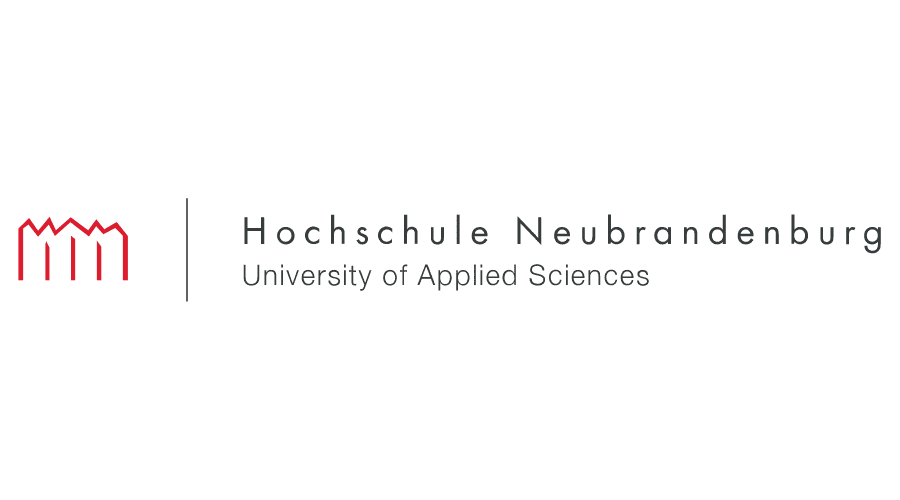 Hochschule Neubrandenburg
University of Applied Sciences